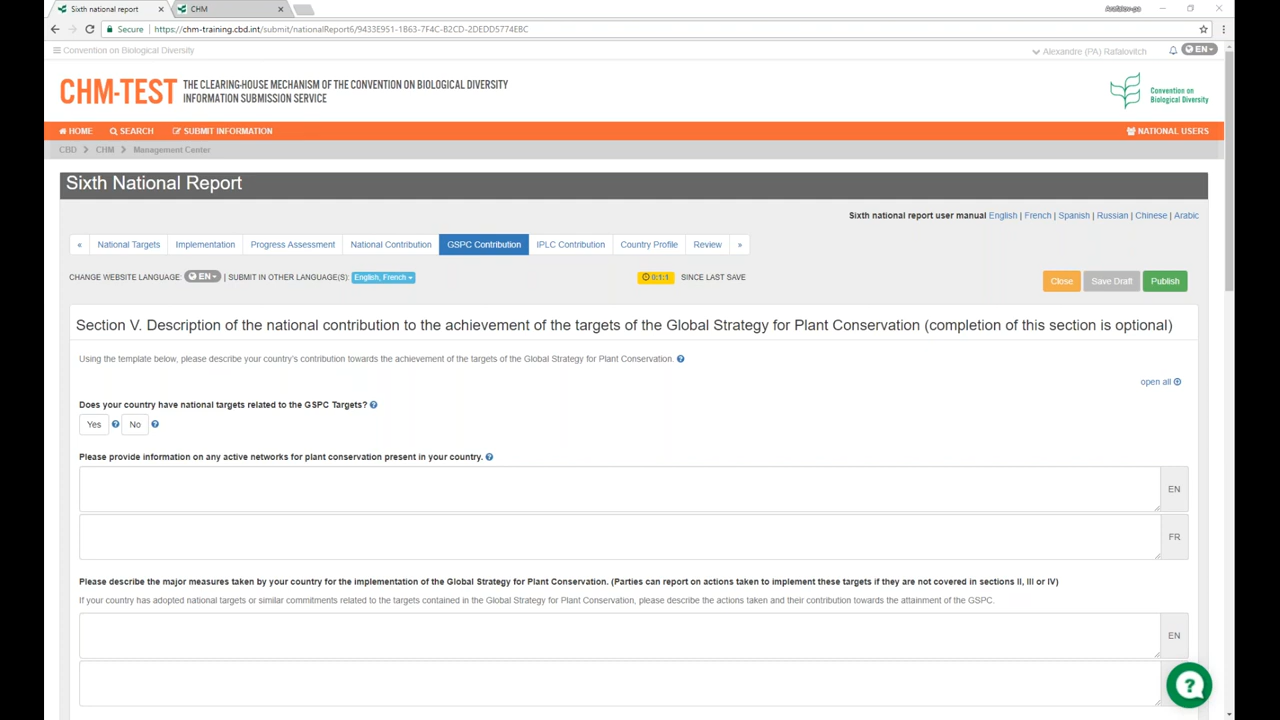 Sixth national report
CHM
Secure
https://chm-training.cbd.int/submit/nationalReport6/9433E951-1B63-7F4C-B2CD-2DEDD5774EBC
Convention on Biological Diversity
Alexandre (PA) Rafalovitch
EN
CHM-TEST
THE CLEARING-HOUSE MECHANISM OF THE CONVENTION ON BIOLOGICAL DIVERSITY
INFORMATION SUBMISSION SERVICE
Convention on
Biological Diversity
HOME SEARCH SUBMIT INFORMATION NATIONAL USERS
CBD CHM Management Center
Sixth National Report
Sixth national report user manual English | French | Spanish | Russian | Chinese | Arabic
« National Targets Implementation Progress Assessment National Contribution GSPC Contribution IPLC Contribution Country Profile Review »
CHANGE WEBSITE LANGUAGE: EN | SUBMIT IN OTHER LANGUAGE(S): English, French 0:1:1 SINCE LAST SAVE
Close Save Draft Publish
Section V. Description of the national contribution to the achievement of the targets of the Global Strategy for Plant Conservation (completion of this section is optional)
Using the template below, please describe your country's contribution towards the achievement of the targets of the Global Strategy for Plant Conservation. ?
open all
Does your country have national targets related to the GSPC Targets? ?
Yes ? No ?
Please provide information on any active networks for plant conservation present in your country. ?
EN
FR
Please describe the major measures taken by your country for the implementation of the Global Strategy for Plant Conservation. (Parties can report on actions taken to implement these targets if they are not covered in sections II, III or IV)
If your country has adopted national targets or similar commitments related to the targets contained in the Global Strategy for Plant Conservation, please describe the actions taken and their contribution towards the attainment of the GSPC.
EN
?